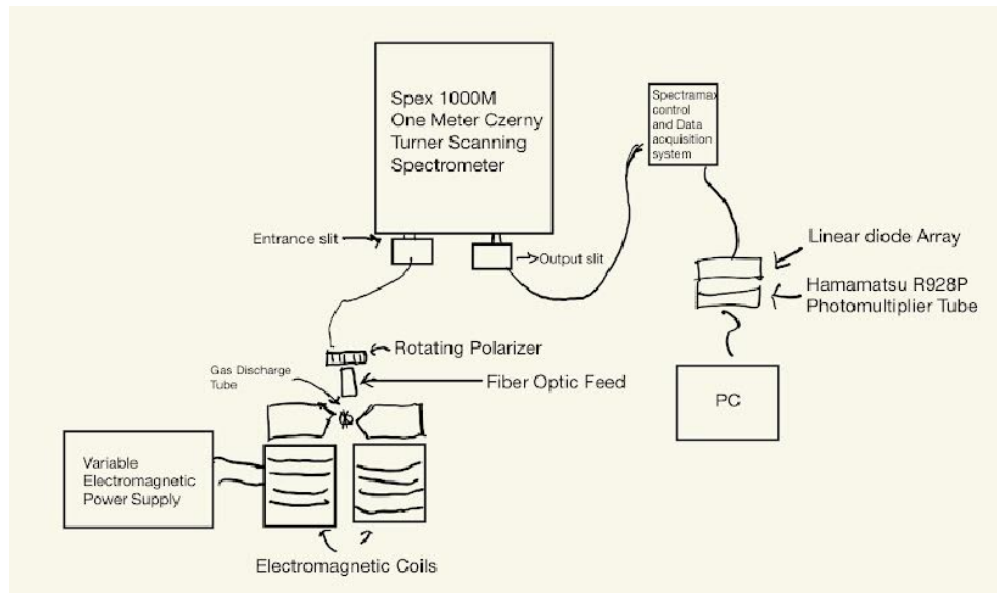 Spex 1000M
One Meter Czerny
Turner Scanning
Spectrometer
Spectramax
control
and Data
acquisition
system
Entrance slit
Output slit
Linear diode Array
Hamamatsu R928P
Photomultiplier Tube
Rotating Polarizer
Gas Discharge
Tube
Fiber Optic Feed
PC
Variable
Electromagnetic
Power Supply
Electromagnetic Coils